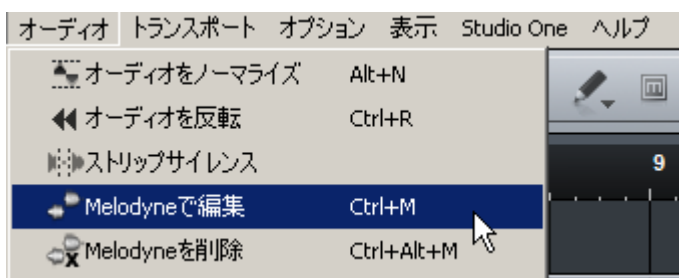 オーディオ トランスポート オプション 表示 Studio One ヘルプ
オーディオをノーマライズ Alt+N
オーディオを反転 Ctrl+R
ストリップサイレンス
9
Melodyneで編集 Ctrl+M
Melodyneを削除 Ctrl+Alt+M